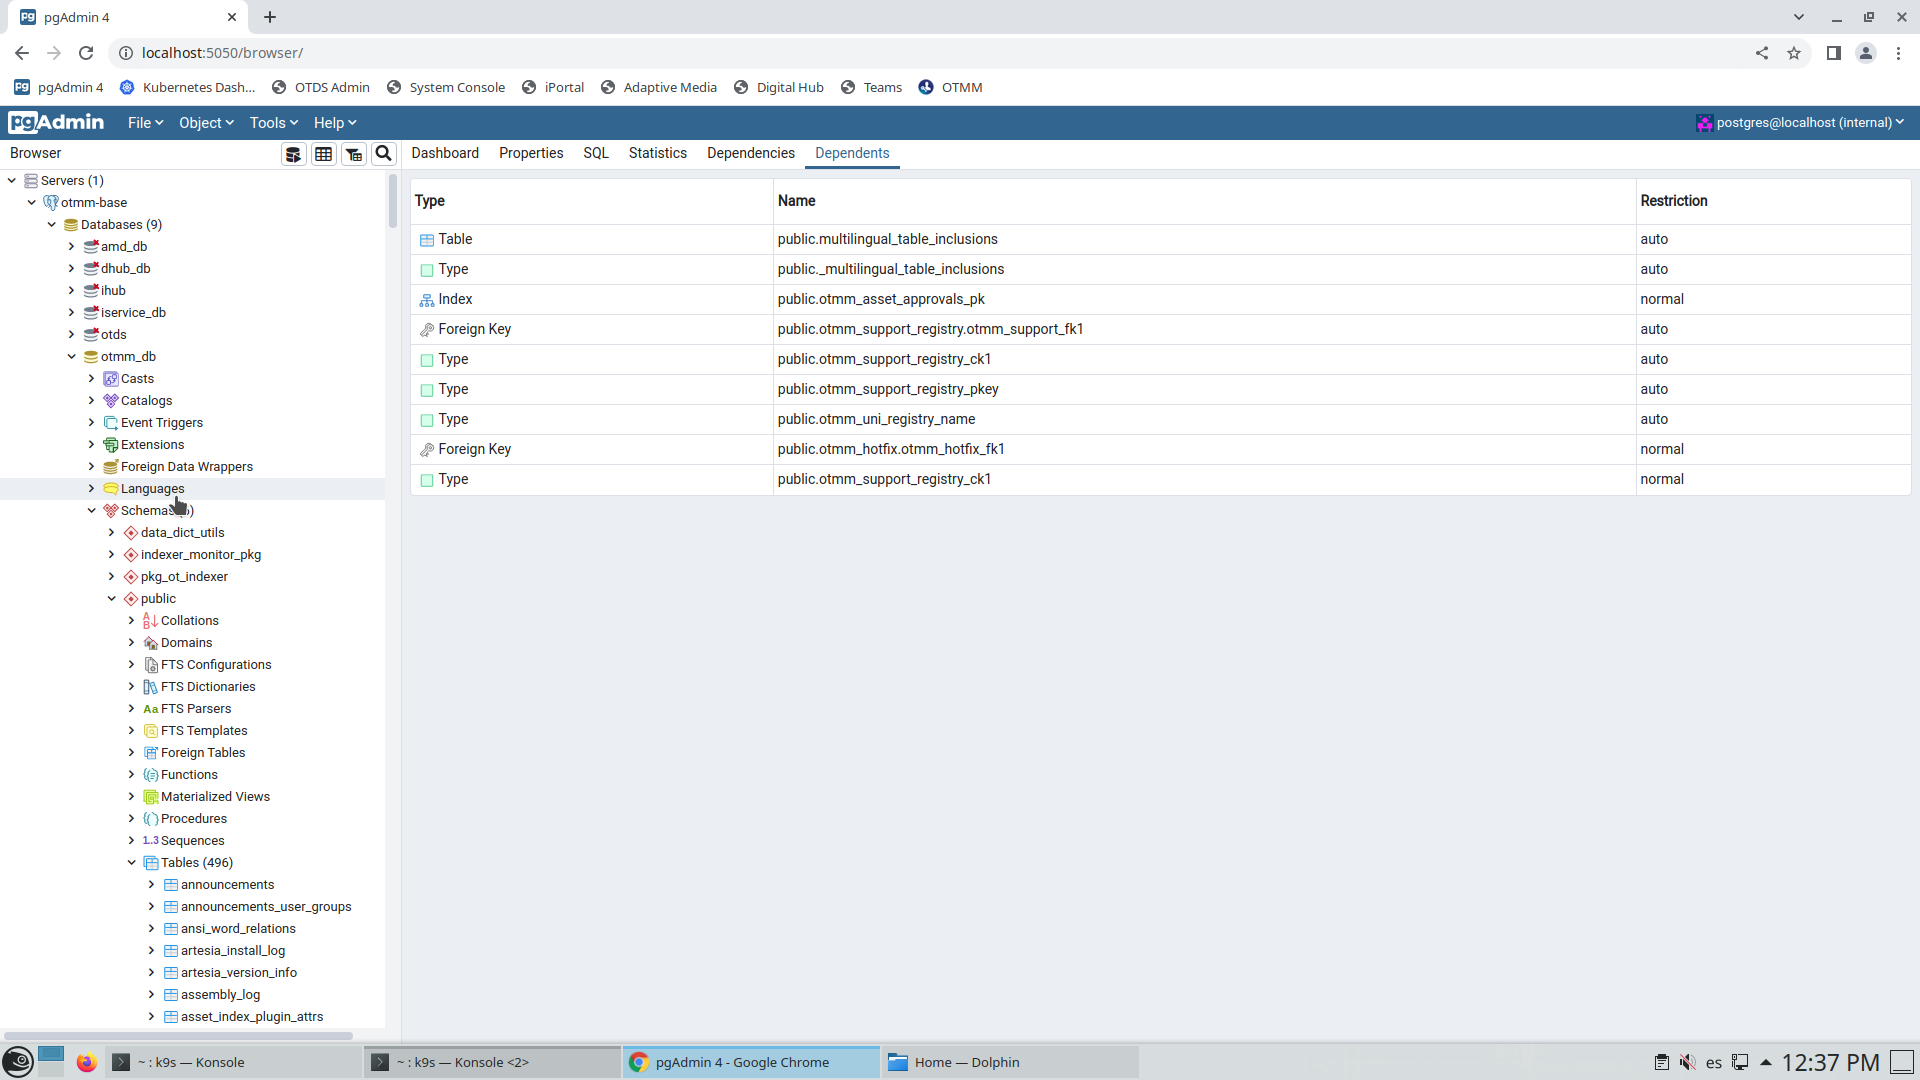 pgAdmin 4
localhost:5050/browser/
pgAdmin 4 Kubernetes Dash... OTDS Admin System Console iPortal Adaptive Media Digital Hub Teams OTMM
pgAdmin File Object Tools Help postgres@localhost (internal)
Browser
Dashboard Properties SQL Statistics Dependencies Dependents
Servers (1)
otmm-base
Databases (9)
amd_db
dhub_db
ihub
iservice_db
otds
otmm_db
Casts
Catalogs
Event Triggers
Extensions
Foreign Data Wrappers
Languages
data_dict_utils
indexer_monitor_pkg
pkg_ot_indexer
public
Collations
Domains
FTS Configurations
FTS Dictionaries
Aa FTS Parsers
FTS Templates
Foreign Tables
Functions
Materialized Views
Procedures
1..3 Sequences
Tables (496)
announcements
announcements_user_groups
ansi_word_relations
artesia_install_log
artesia_version_info
assembly_log
asset_index_plugin_attrs
Type Name Restriction
Table public.multilingual_table_inclusions auto
Type public._multilingual_table_inclusions auto
Index public.otmm_asset_approvals_pk normal
Foreign Key public.otmm_support_registry.otmm_support_fk1 auto
Type public.otmm_support_registry_ck1 auto
Type public.otmm_support_registry_pkey auto
Type public.otmm_uni_registry_name auto
Foreign Key public.otmm_hotfix.otmm_hotfix_fk1 normal
Type public.otmm_support_registry_ck1 normal
~ : k9s — Konsole ~ : k9s — Konsole <2> pgAdmin 4 - Google Chrome Home — Dolphin es 12:37 PM